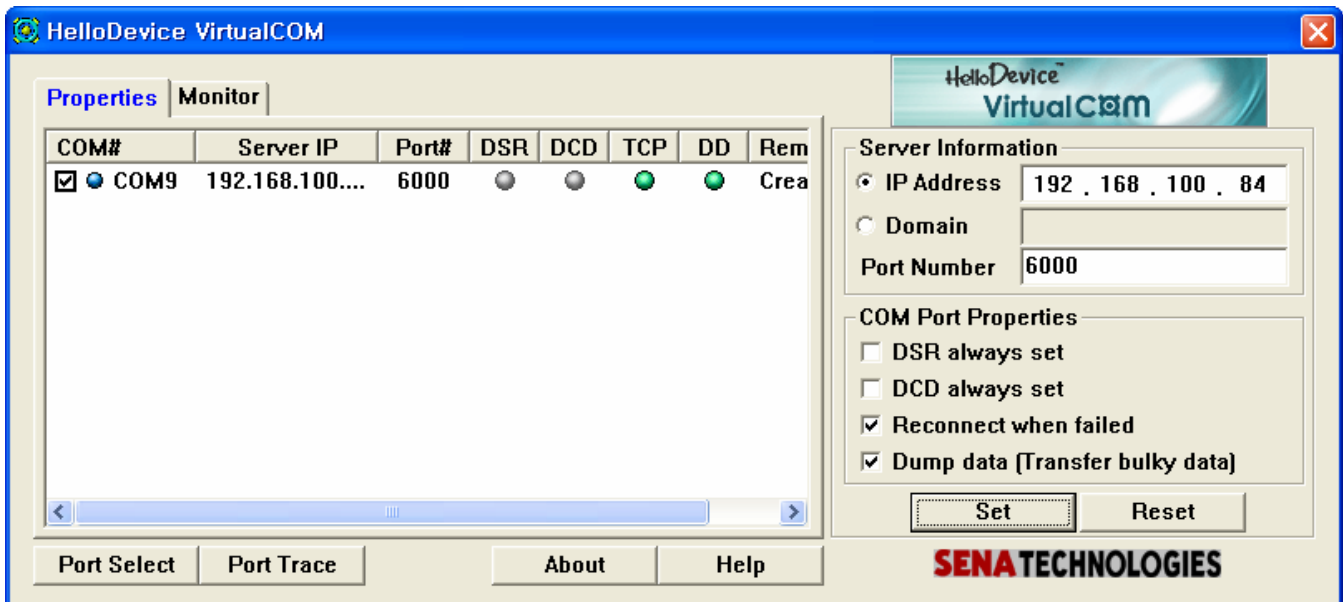 HelloDevice VirtualCOM
HelloDevice™
VirtualCOM
Properties Monitor
COM# Server IP Port# DSR DCD TCP DD Rem
COM9 192.168.100.... 6000 Crea
Server Information
IP Address 192 . 168 . 100 . 84
Domain
Port Number 6000
COM Port Properties
DSR always set
DCD always set
Reconnect when failed
Dump data (Transfer bulky data)
Set Reset
Port Select Port Trace About Help
SENATECHNOLOGIES